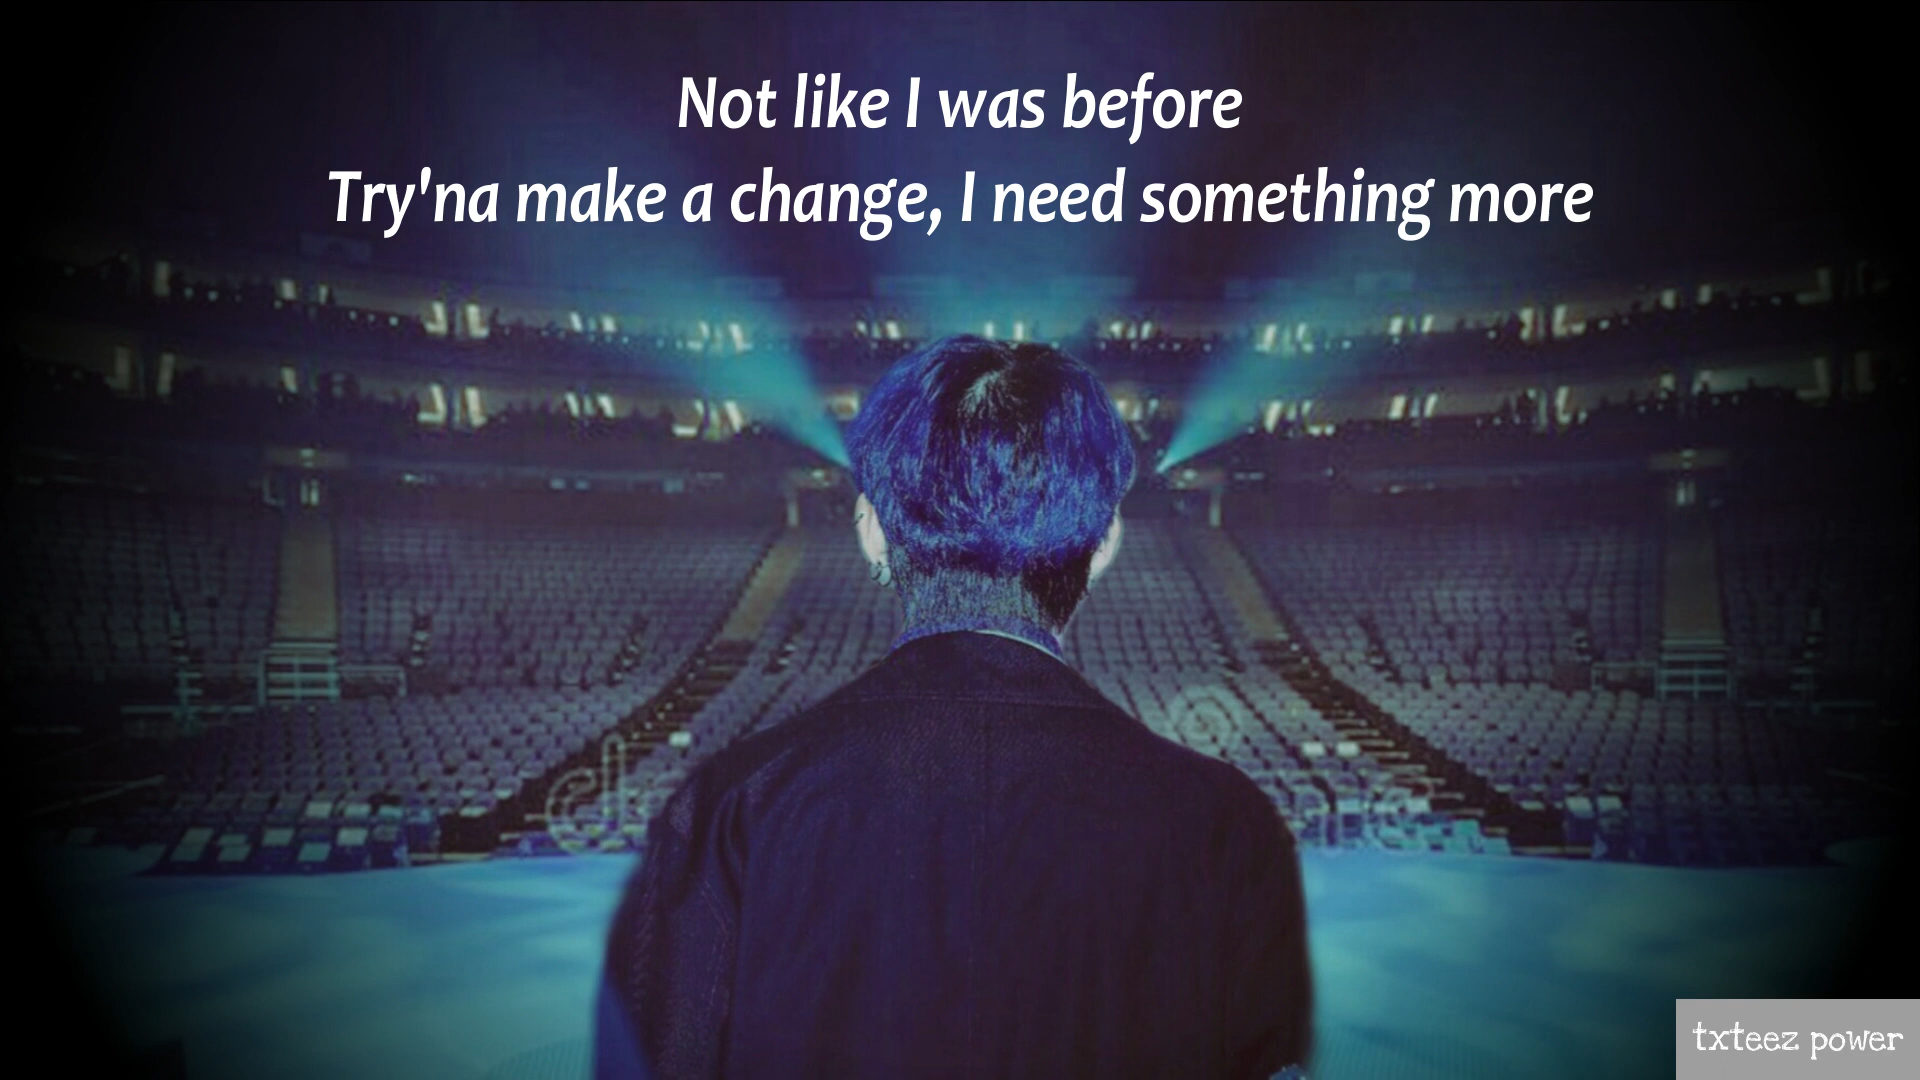 Not like I was before
Try'na make a change, I need something more
txteez power